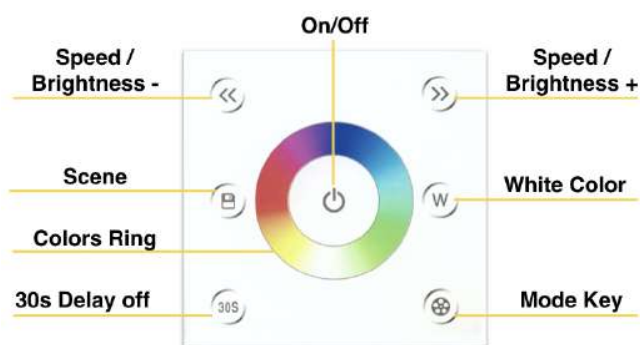 On/Off
Speed /
Brightness -
Speed /
Brightness +
Scene
W
White Color
Colors Ring
30s Delay off
30S
Mode Key